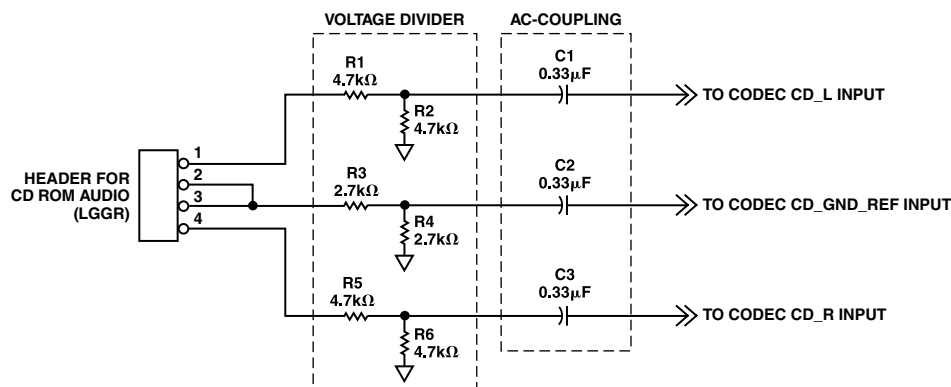 VOLTAGE DIVIDER
AC-COUPLING
R1
4.7kΩ
C1
0.33μF
TO CODEC CD_L INPUT
R2
4.7kΩ
HEADER FOR
CD ROM AUDIO
(LGGR)
1
2
3
4
R3
2.7kΩ
C2
0.33μF
TO CODEC CD_GND_REF INPUT
R4
2.7kΩ
R5
4.7kΩ
C3
0.33μF
TO CODEC CD_R INPUT
R6
4.7kΩ